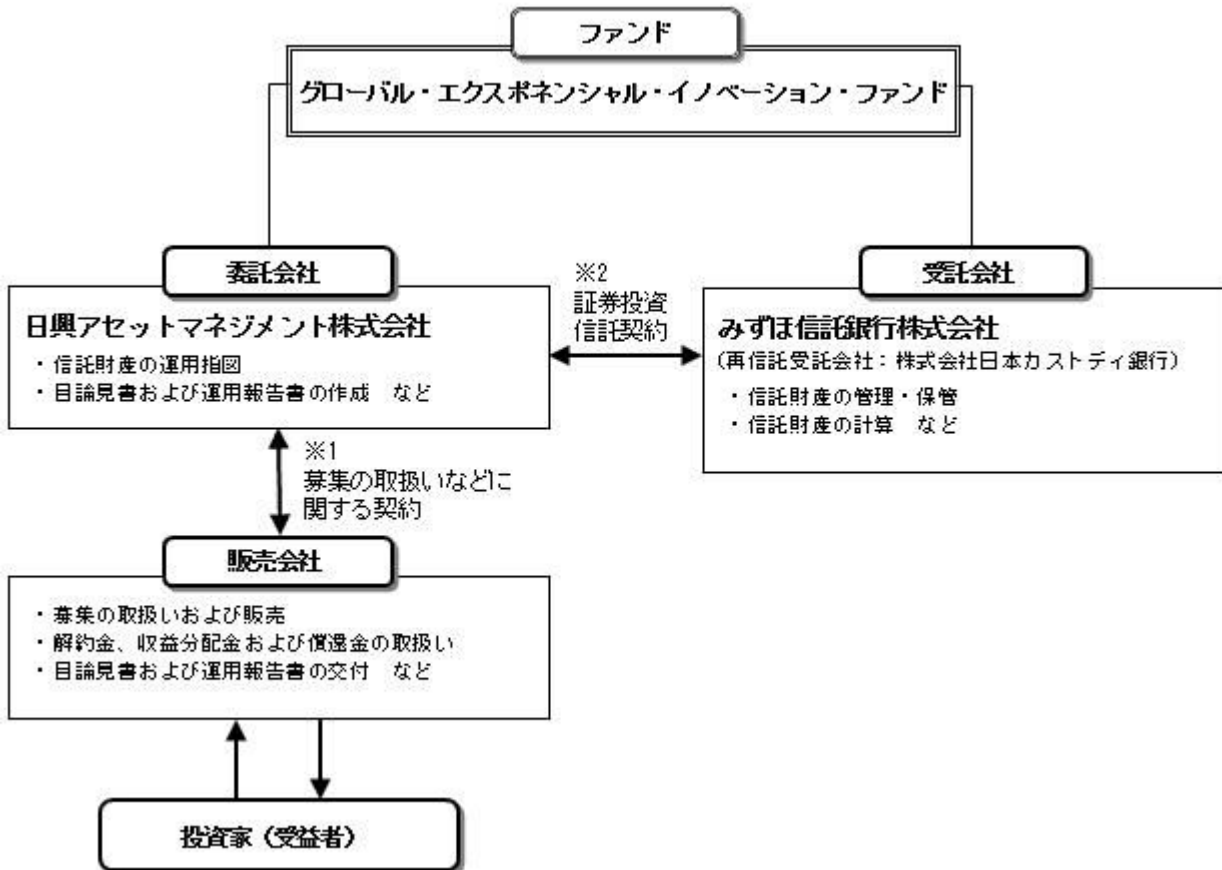 ファンド
グローバル・エクスポネンシャル・イノベーション・ファンド
委託会社
日興アセットマネジメント株式会社
・信託財産の運用指図
・目論見書および運用報告書の作成　など
※2
証券投資
信託契約
受託会社
みずほ信託銀行株式会社
(再信託受託会社：株式会社日本カストディ銀行)
・信託財産の管理・保管
・信託財産の計算　など
※1
募集の取扱いなどに
関する契約
販売会社
・募集の取扱いおよび販売
・解約金、収益分配金および償還金の取扱い
・目論見書および運用報告書の交付　など
投資家（受益者）